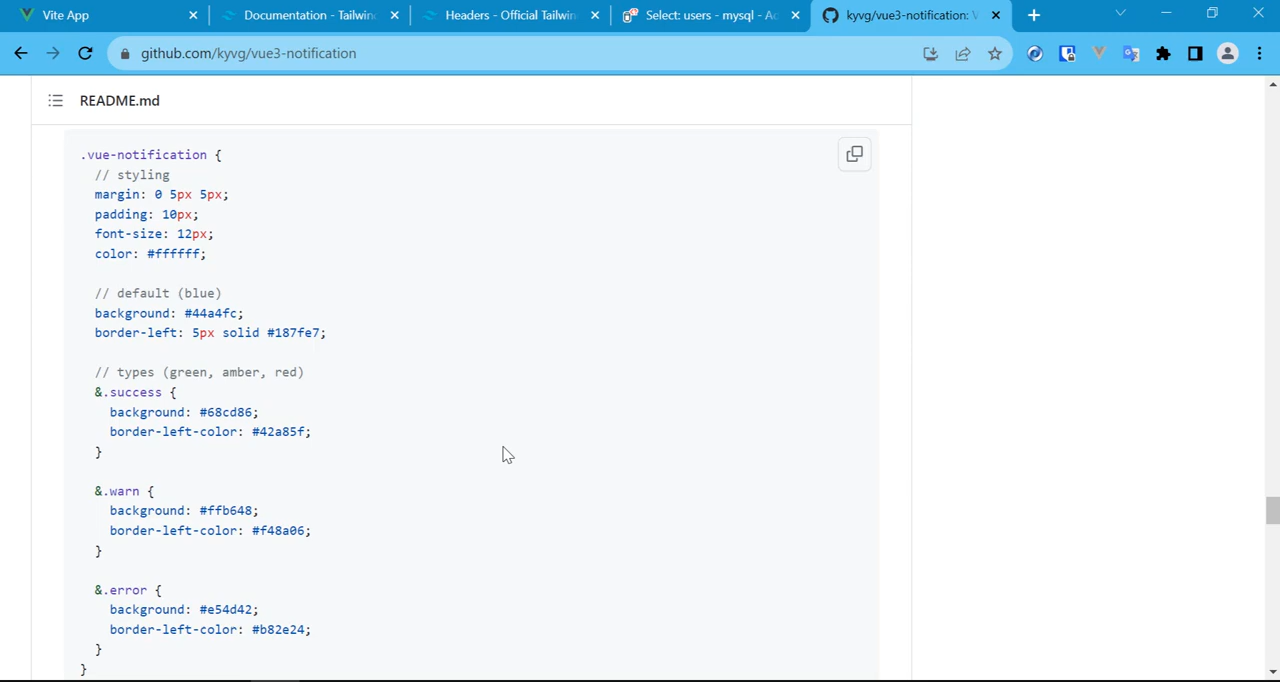 Vite App
Documentation - Tailwin
Headers - Official Tailwin
Select: users - mysql - Ad
kyvg/vue3-notification: V
github.com/kyvg/vue3-notification
README.md
.vue-notification {
// styling
margin: 0 5px 5px;
padding: 10px;
font-size: 12px;
color: #ffffff;
// default (blue)
background: #44a4fc;
border-left: 5px solid #187fe7;
// types (green, amber, red)
&.success {
background: #68cd86;
border-left-color: #42a85f;
}
&.warn {
background: #ffb648;
border-left-color: #f48a06;
}
&.error {
background: #e54d42;
border-left-color: #b82e24;
}
}